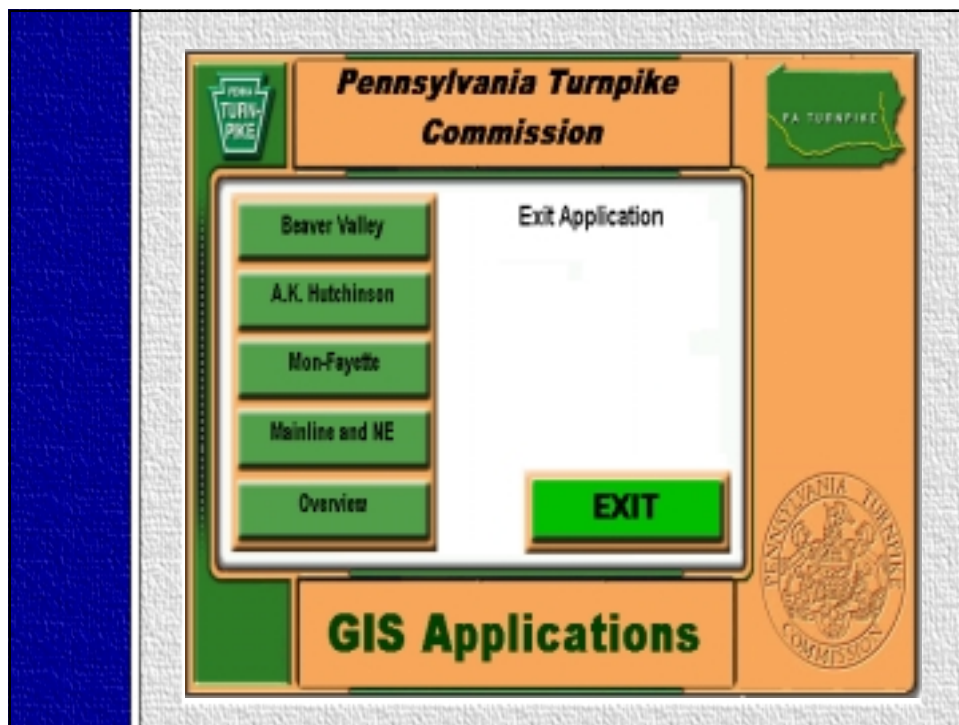 PENNA
TURN-
PIKE
Pennsylvania Turnpike
Commission
PA TURNPIKE
Beaver Valley
A.K. Hutchinson
Mon-Fayette
Mainline and NE
Overview
Exit Application
EXIT
GIS Applications
PENNSYLVANIA TURNPIKE
COMMISSION